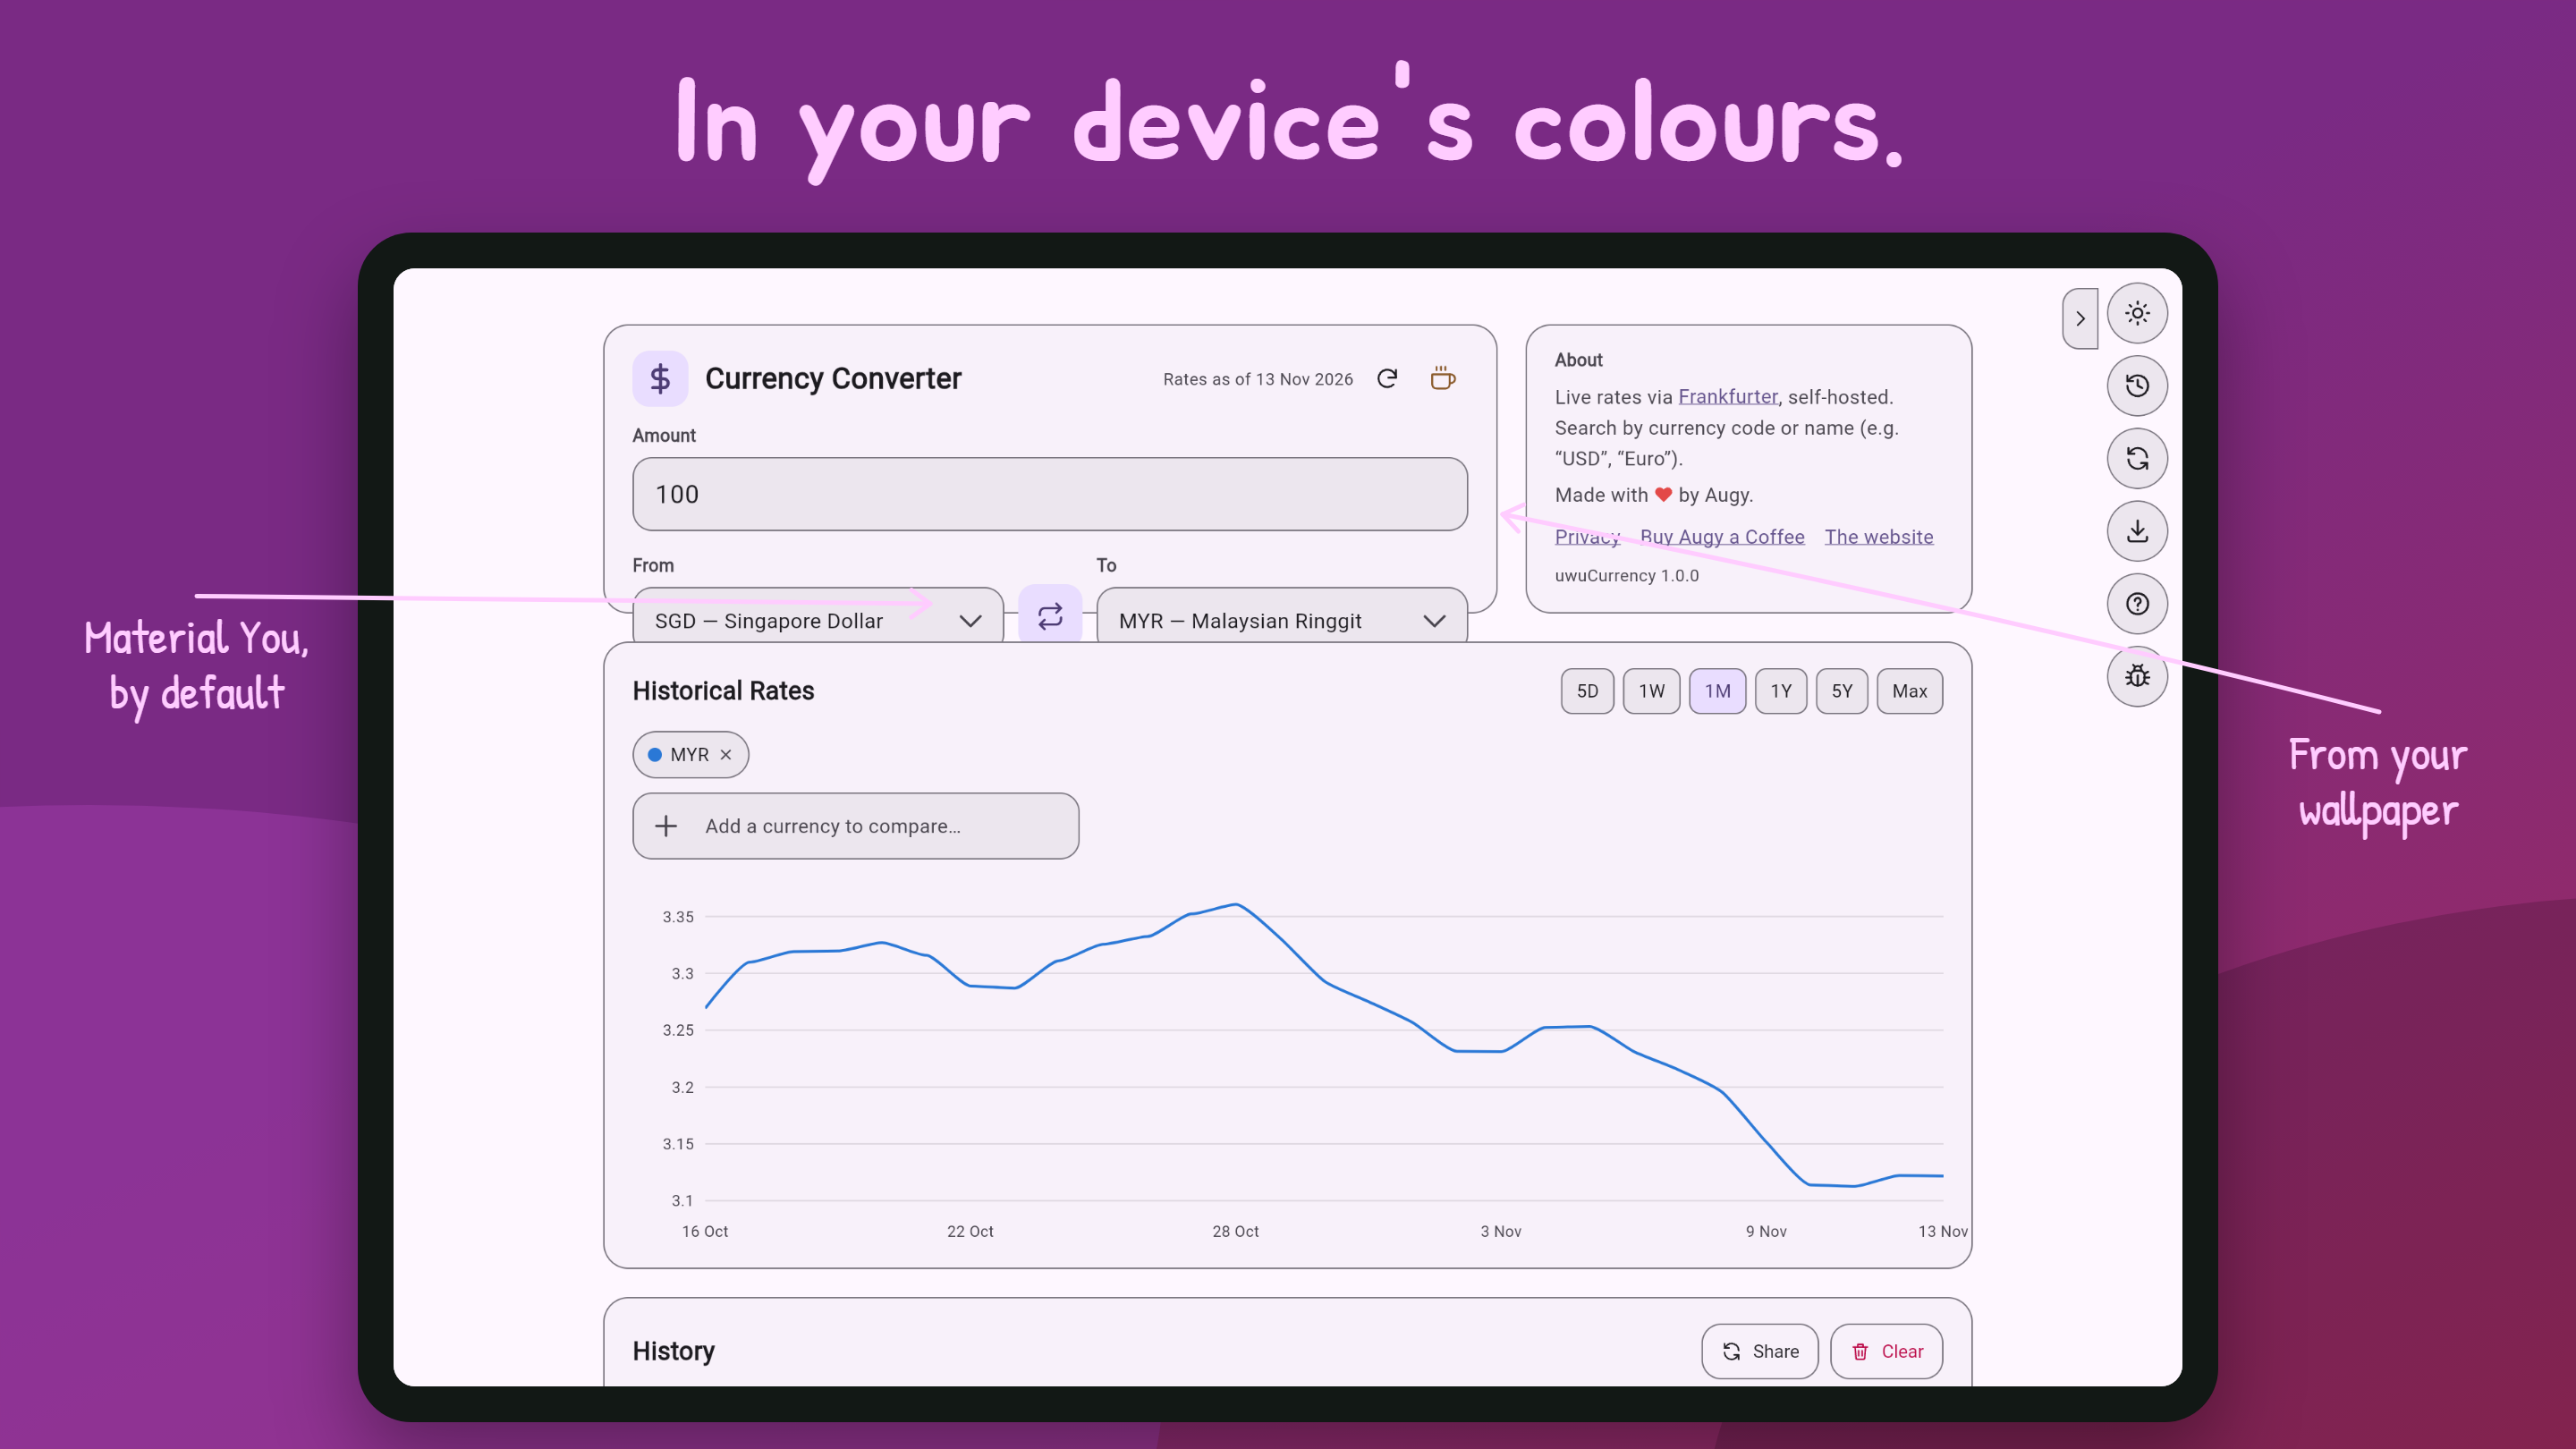 In your device's colours.
Currency Converter
Rates as of 13 Nov 2026
Amount
100
From
To
SGD — Singapore Dollar
MYR — Malaysian Ringgit
About
Live rates via Frankfurter, self-hosted.
Search by currency code or name (e.g.
“USD”, “Euro”).
Made with ❤ by Augy.
Privacy Buy Augy a Coffee The website
uwuCurrency 1.0.0
Material You,
by default
From your
wallpaper
Historical Rates
5D 1W 1M 1Y 5Y Max
MYR
Add a currency to compare…
3.35
3.3
3.25
3.2
3.15
3.1
16 Oct 22 Oct 28 Oct 3 Nov 9 Nov 13 Nov
History
Share Clear